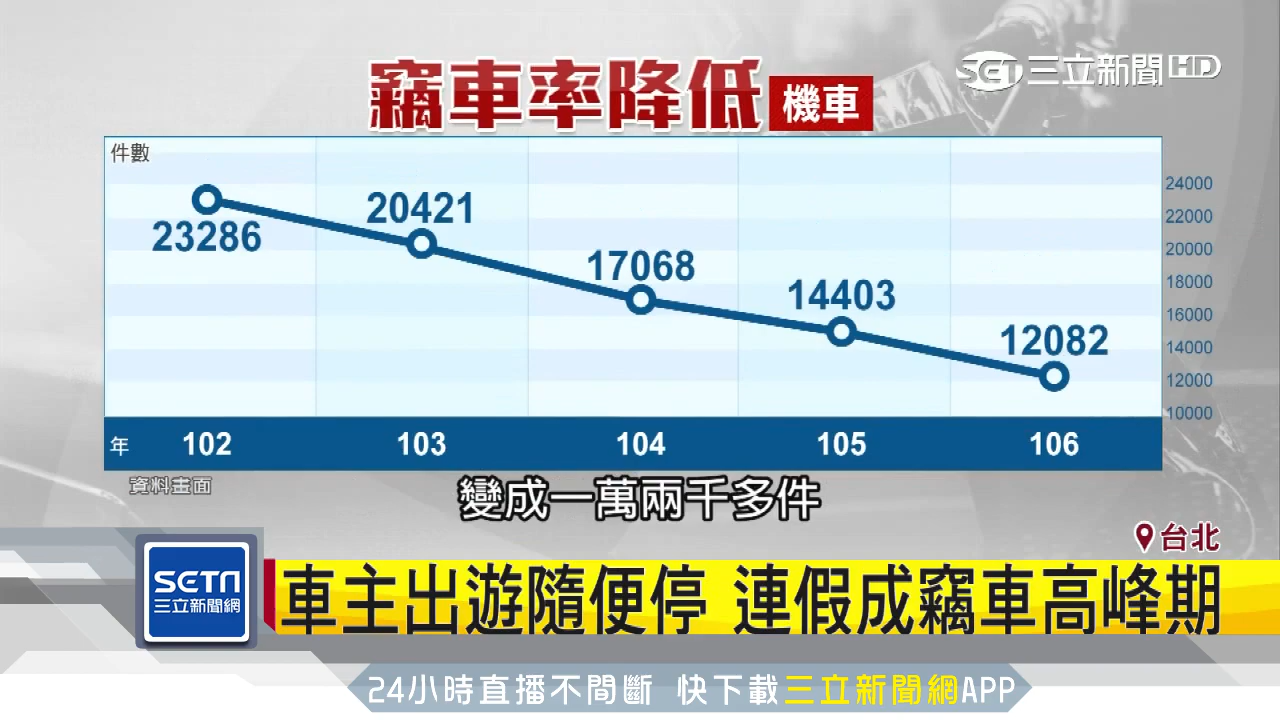 竊車率降低 機車
SET 三立新聞HD
件數
24000
22000
20000
18000
16000
14000
12000
10000
23286
20421
17068
14403
12082
年 102 103 104 105 106
資料畫面
變成一萬兩千多件
台北
SETN
三立新聞網
車主出遊隨便停 連假成竊車高峰期
24小時直播不間斷 快下載三立新聞網APP